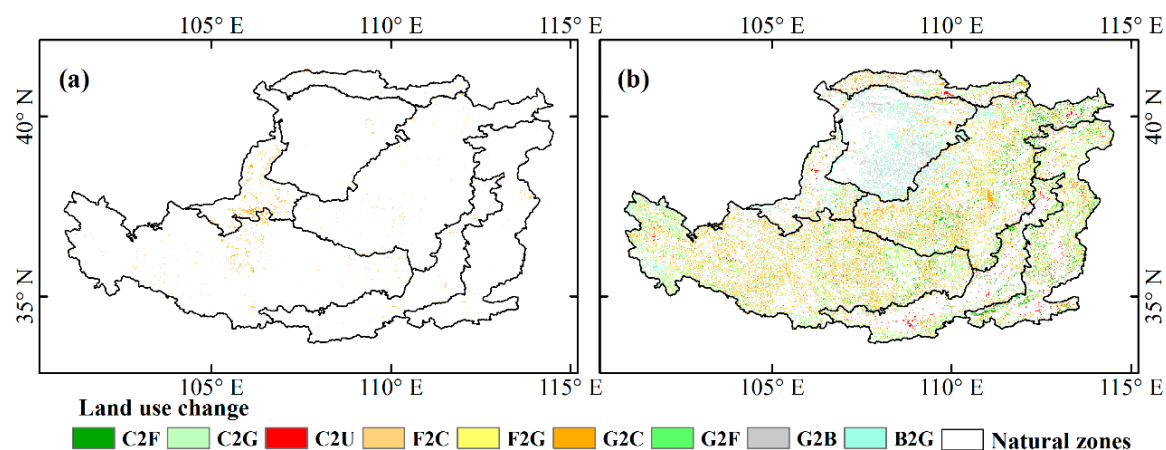 105° E 110° E 115° E 105° E 110° E 115° E
(a) (b)
40° N 40° N
35° N 35° N
105° E 110° E 115° E 105° E 110° E 115° E
Land use change
C2F C2G C2U F2C F2G G2C G2F G2B B2G Natural zones